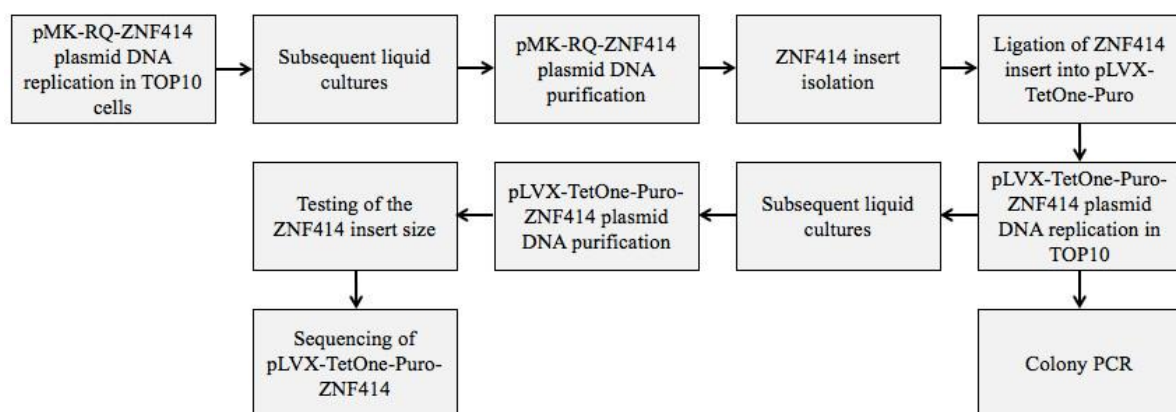 pMK-RQ-ZNF414
plasmid DNA
replication in TOP10
cells
Subsequent liquid
cultures
pMK-RQ-ZNF414
plasmid DNA
purification
ZNF414 insert
isolation
Ligation of ZNF414
insert into pLVX-
TetOne-Puro
pLVX-TetOne-Puro-
ZNF414 plasmid
DNA replication in
TOP10
Subsequent liquid
cultures
pLVX-TetOne-Puro-
ZNF414 plasmid
DNA purification
Testing of the
ZNF414 insert size
Sequencing of
pLVX-TetOne-Puro-
ZNF414
Colony PCR